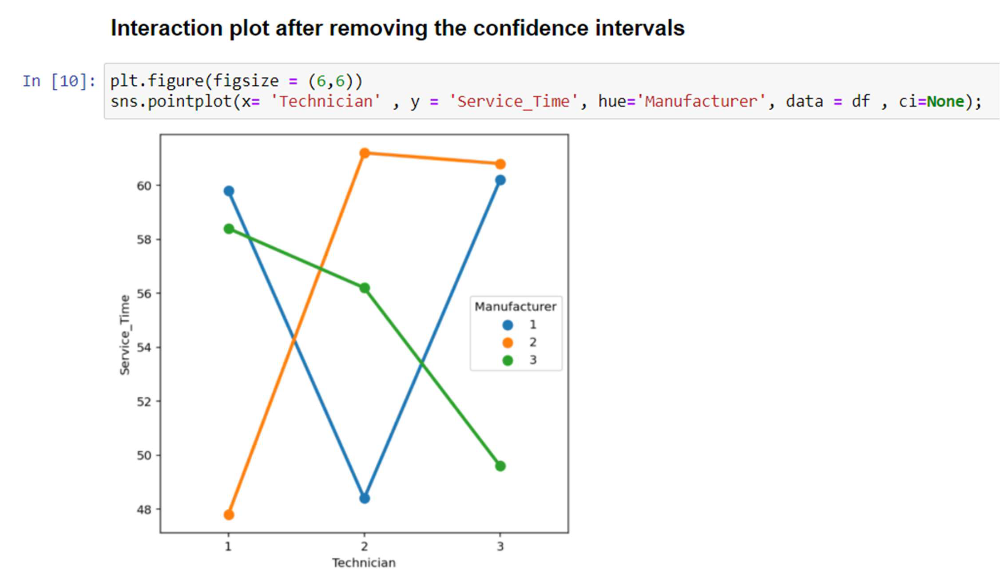 Interaction plot after removing the confidence intervals
In [10]:
plt.figure(figsize = (6,6))
sns.pointplot(x= 'Technician' , y = 'Service_Time', hue='Manufacturer', data = df , ci=None);
60
58
56
54
52
50
48
Service_Time
Manufacturer
1
2
3
1 2 3
Technician